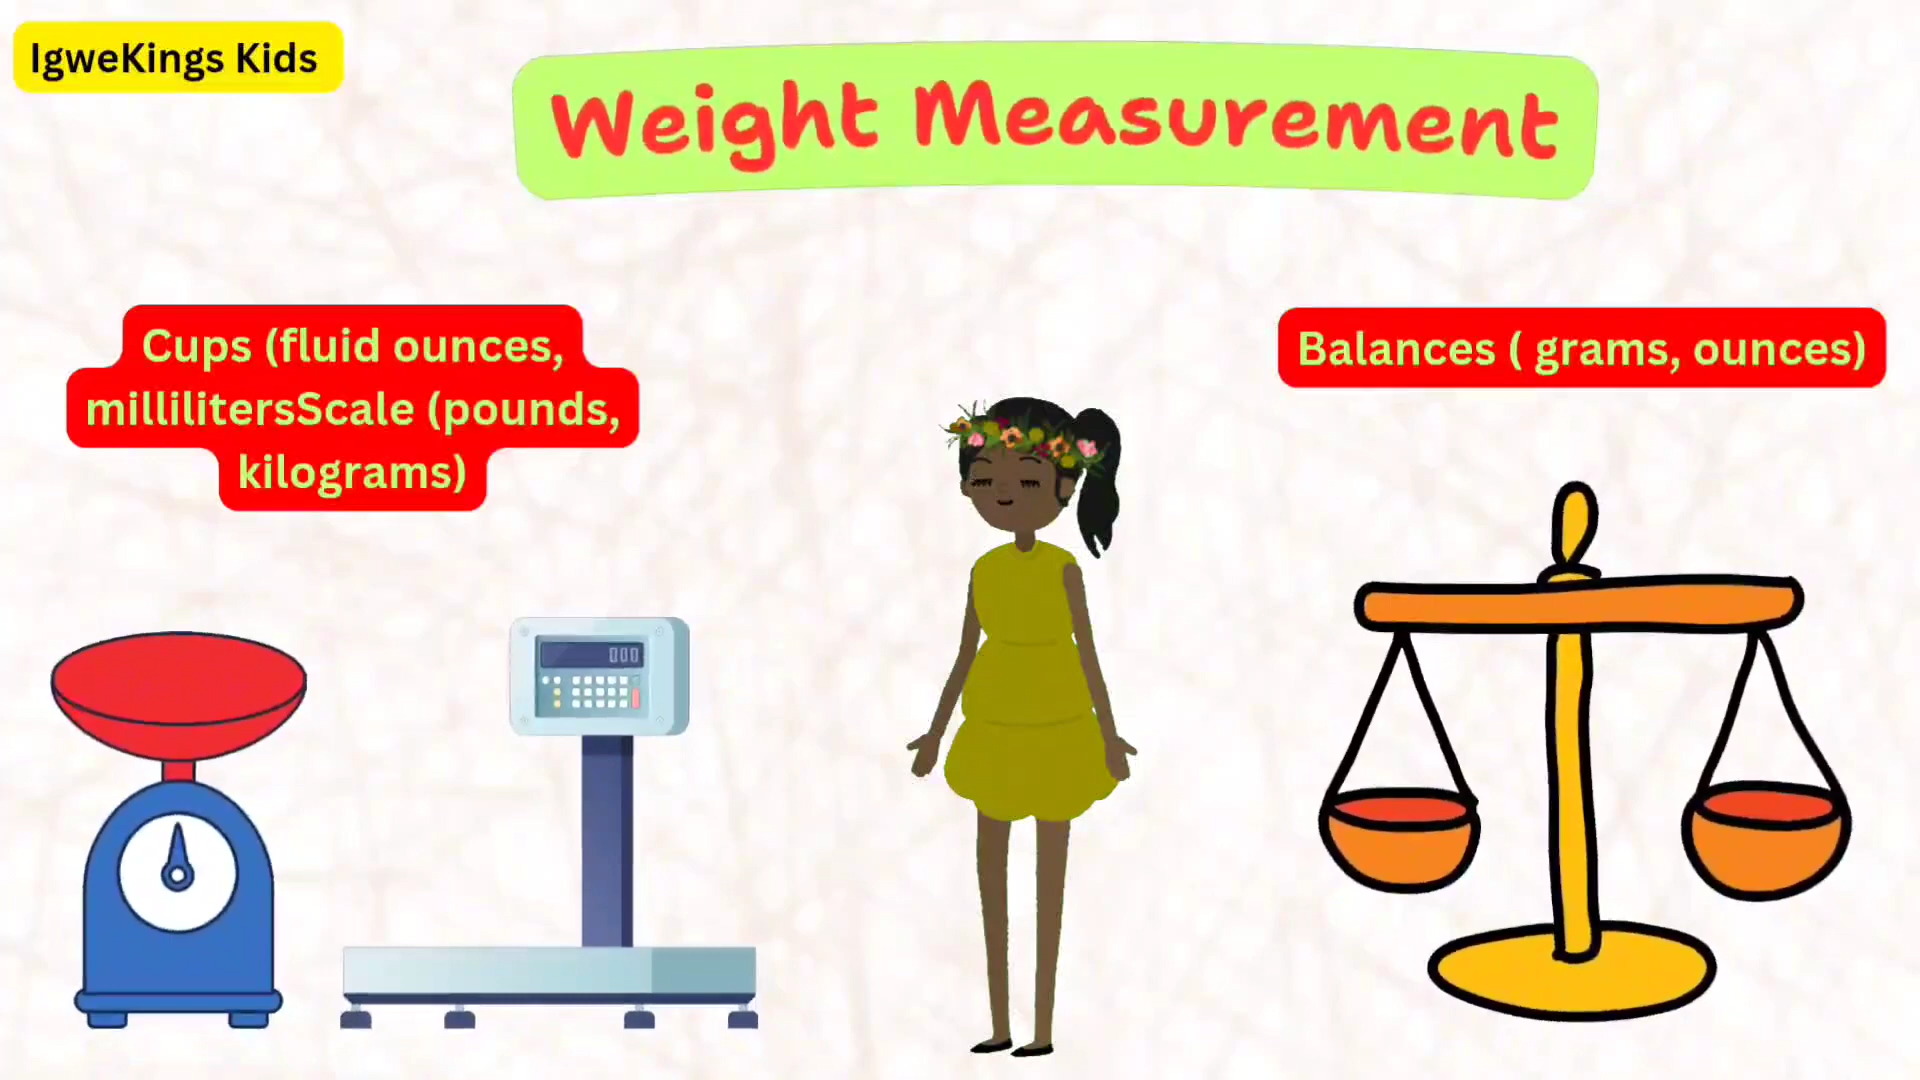 IgweKings Kids
Weight Measurement
Cups (fluid ounces,
millilitersScale (pounds,
kilograms)
Balances ( grams, ounces)
000